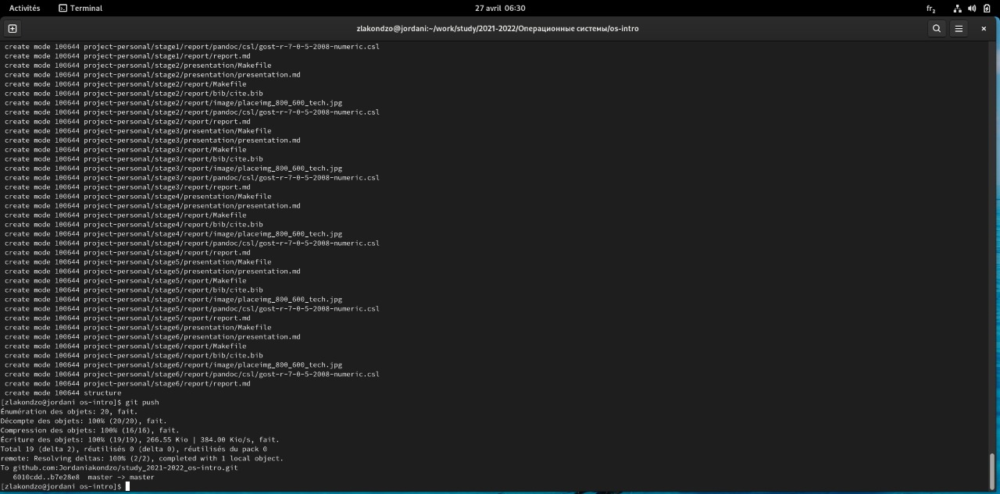 Activités Terminal 27 avril 06:30 fr₂
zlakondzo@jordani:~/work/study/2021-2022/Операционные системы/os-intro
create mode 100644 project-personal/stage1/report/pandoc/csl/gost-r-7-0-5-2008-numeric.csl
create mode 100644 project-personal/stage1/report/report.md
create mode 100644 project-personal/stage2/presentation/Makefile
create mode 100644 project-personal/stage2/presentation/presentation.md
create mode 100644 project-personal/stage2/report/Makefile
create mode 100644 project-personal/stage2/report/bib/cite.bib
create mode 100644 project-personal/stage2/report/image/placeimg_800_600_tech.jpg
create mode 100644 project-personal/stage2/report/pandoc/csl/gost-r-7-0-5-2008-numeric.csl
create mode 100644 project-personal/stage2/report/report.md
create mode 100644 project-personal/stage3/presentation/Makefile
create mode 100644 project-personal/stage3/presentation/presentation.md
create mode 100644 project-personal/stage3/report/Makefile
create mode 100644 project-personal/stage3/report/bib/cite.bib
create mode 100644 project-personal/stage3/report/image/placeimg_800_600_tech.jpg
create mode 100644 project-personal/stage3/report/pandoc/csl/gost-r-7-0-5-2008-numeric.csl
create mode 100644 project-personal/stage3/report/report.md
create mode 100644 project-personal/stage4/presentation/Makefile
create mode 100644 project-personal/stage4/presentation/presentation.md
create mode 100644 project-personal/stage4/report/Makefile
create mode 100644 project-personal/stage4/report/bib/cite.bib
create mode 100644 project-personal/stage4/report/image/placeimg_800_600_tech.jpg
create mode 100644 project-personal/stage4/report/pandoc/csl/gost-r-7-0-5-2008-numeric.csl
create mode 100644 project-personal/stage4/report/report.md
create mode 100644 project-personal/stage5/presentation/Makefile
create mode 100644 project-personal/stage5/presentation/presentation.md
create mode 100644 project-personal/stage5/report/Makefile
create mode 100644 project-personal/stage5/report/bib/cite.bib
create mode 100644 project-personal/stage5/report/image/placeimg_800_600_tech.jpg
create mode 100644 project-personal/stage5/report/pandoc/csl/gost-r-7-0-5-2008-numeric.csl
create mode 100644 project-personal/stage5/report/report.md
create mode 100644 project-personal/stage6/presentation/Makefile
create mode 100644 project-personal/stage6/presentation/presentation.md
create mode 100644 project-personal/stage6/report/Makefile
create mode 100644 project-personal/stage6/report/bib/cite.bib
create mode 100644 project-personal/stage6/report/image/placeimg_800_600_tech.jpg
create mode 100644 project-personal/stage6/report/pandoc/csl/gost-r-7-0-5-2008-numeric.csl
create mode 100644 project-personal/stage6/report/report.md
create mode 100644 structure
[zlakondzo@jordani os-intro]$ git push
Énumération des objets: 20, fait.
Décompte des objets: 100% (20/20), fait.
Compression des objets: 100% (16/16), fait.
Écriture des objets: 100% (19/19), 266.55 Kio | 384.00 Kio/s, fait.
Total 19 (delta 2), réutilisés 0 (delta 0), réutilisés du pack 0
remote: Resolving deltas: 100% (2/2), completed with 1 local object.
To github.com:Jordaniakondzo/study_2021-2022_os-intro.git
6010cdd..b7e28e8 master -> master
[zlakondzo@jordani os-intro]$